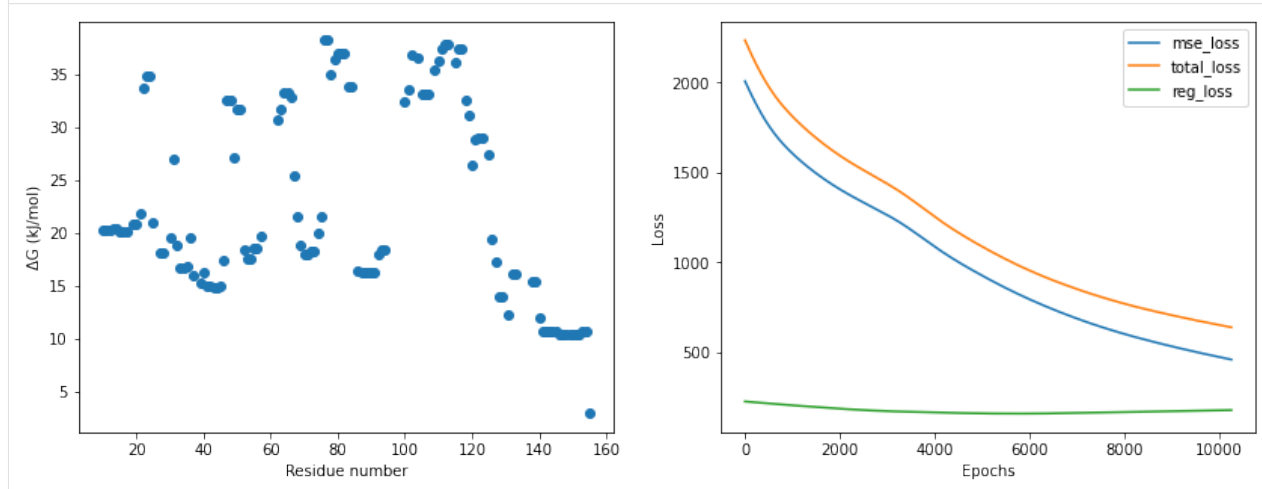 35
30
25
20
15
10
5
ΔG (kJ/mol)
20 40 60 80 100 120 140 160
Residue number
2000
1500
1000
500
Loss
0 2000 4000 6000 8000 10000
Epochs
mse_loss
total_loss
reg_loss